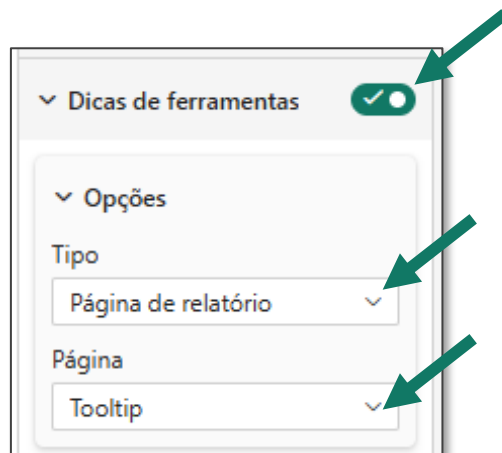 Dicas de ferramentas
Opções
Tipo
Página de relatório
Página
Tooltip